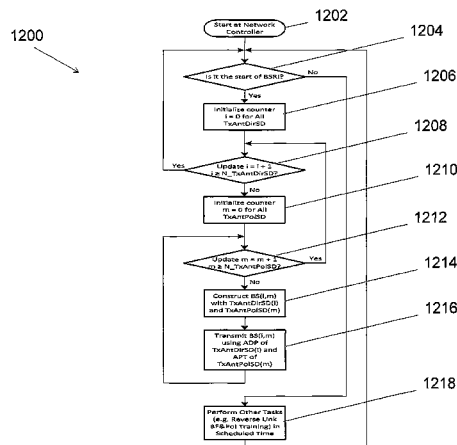 1202
Start at Network
Controller
1200
1204
Is it the start of BSRI?
No
Yes
1206
Initialize counter
i = 0 for All
TxAntDirSD
1208
Update i = i + 1
i ≥ N_TxAntDirSD?
Yes
No
1210
Initialize counter
m = 0 for All
TxAntPolSD
1212
Update m = m + 1
m ≥ N_TxAntPolSD?
Yes
No
1214
Construct BS(i,m)
with TxAntDirSD(i)
and TxAntPolSD(m)
1216
Transmit BS(i,m)
using ADP of
TxAntDirSD(i) and
APT of
TxAntPolSD(m)
1218
Perform Other Tasks
(e.g. Reverse Link
BF&Pol Training) in
Scheduled Time